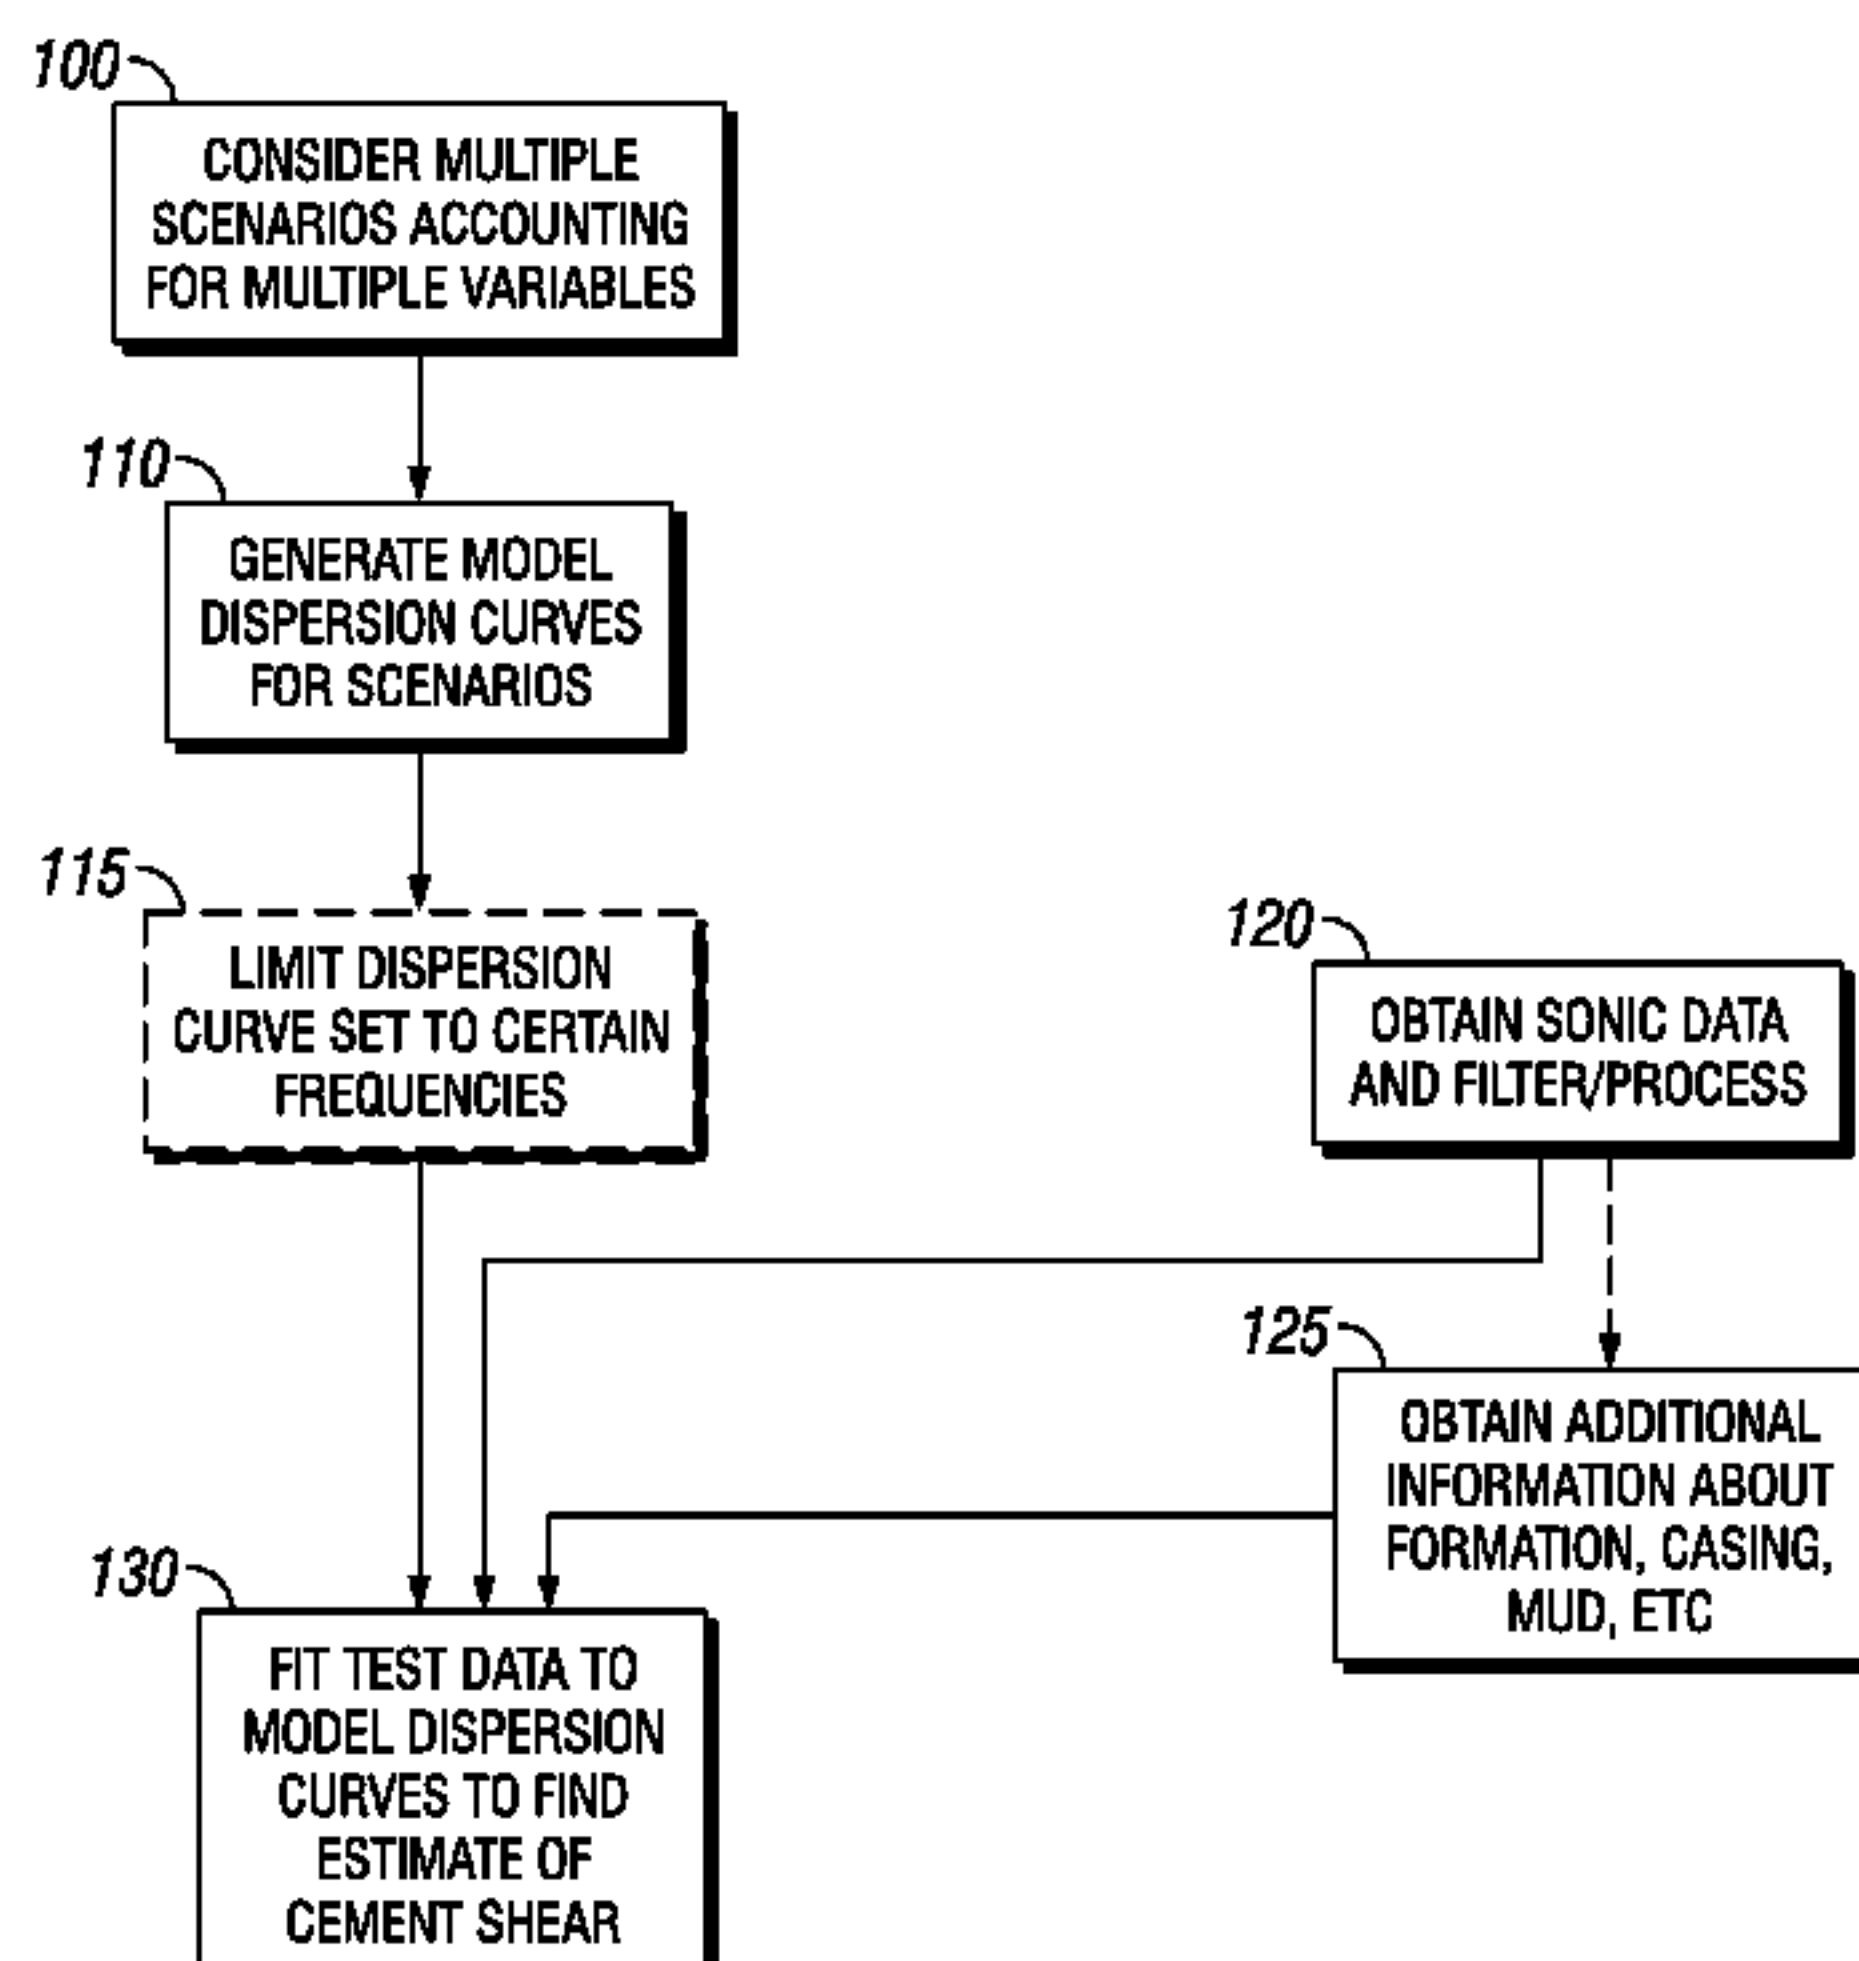 100
CONSIDER MULTIPLE
SCENARIOS ACCOUNTING
FOR MULTIPLE VARIABLES
110
GENERATE MODEL
DISPERSION CURVES
FOR SCENARIOS
115
LIMIT DISPERSION
CURVE SET TO CERTAIN
FREQUENCIES
120
OBTAIN SONIC DATA
AND FILTER/PROCESS
125
OBTAIN ADDITIONAL
INFORMATION ABOUT
FORMATION, CASING,
MUD, ETC
130
FIT TEST DATA TO
MODEL DISPERSION
CURVES TO FIND
ESTIMATE OF
CEMENT SHEAR